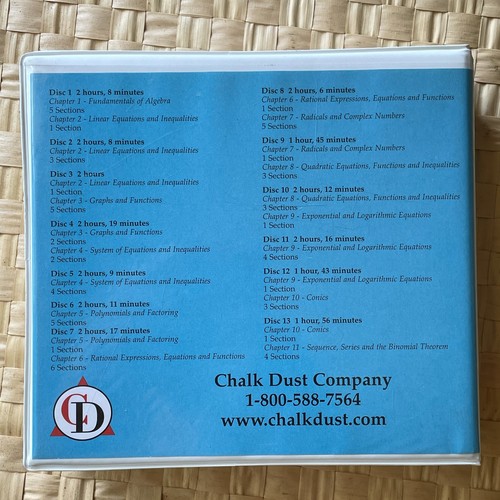 Disc 1 2 hours, 8 minutes
Chapter 1 - Fundamentals of Algebra
5 Sections
Chapter 2 - Linear Equations and Inequalities
1 Section
Disc 2 2 hours, 8 minutes
Chapter 2 - Linear Equations and Inequalities
3 Sections
Disc 3 2 hours
Chapter 2 - Linear Equations and Inequalities
1 Section
Chapter 3 - Graphs and Functions
5 Sections
Disc 4 2 hours, 19 minutes
Chapter 3 - Graphs and Functions
2 Sections
Chapter 4 - System of Equations and Inequalities
2 Sections
Disc 5 2 hours, 9 minutes
Chapter 4 - System of Equations and Inequalities
4 Sections
Disc 6 2 hours, 11 minutes
Chapter 5 - Polynomials and Factoring
5 Sections
Disc 7 2 hours, 17 minutes
Chapter 5 - Polynomials and Factoring
1 Section
Chapter 6 - Rational Expressions, Equations and Functions
6 Sections
Disc 8 2 hours, 6 minutes
Chapter 6 - Rational Expressions, Equations and Functions
1 Section
Chapter 7 - Radicals and Complex Numbers
5 Sections
Disc 9 1 hour, 45 minutes
Chapter 7 - Radicals and Complex Numbers
1 Section
Chapter 8 - Quadratic Equations, Functions and Inequalities
3 Sections
Disc 10 2 hours, 12 minutes
Chapter 8 - Quadratic Equations, Functions and Inequalities
3 Sections
Chapter 9 - Exponential and Logarithmic Equations
1 Section
Disc 11 2 hours, 16 minutes
Chapter 9 - Exponential and Logarithmic Equations
4 Sections
Disc 12 1 hour, 43 minutes
Chapter 9 - Exponential and Logarithmic Equations
1 Section
Chapter 10 - Conics
3 Sections
Disc 13 1 hour, 56 minutes
Chapter 10 - Conics
1 Section
Chapter 11 - Sequence, Series and the Binomial Theorem
4 Sections
CD
Chalk Dust Company
1-800-588-7564
www.chalkdust.com